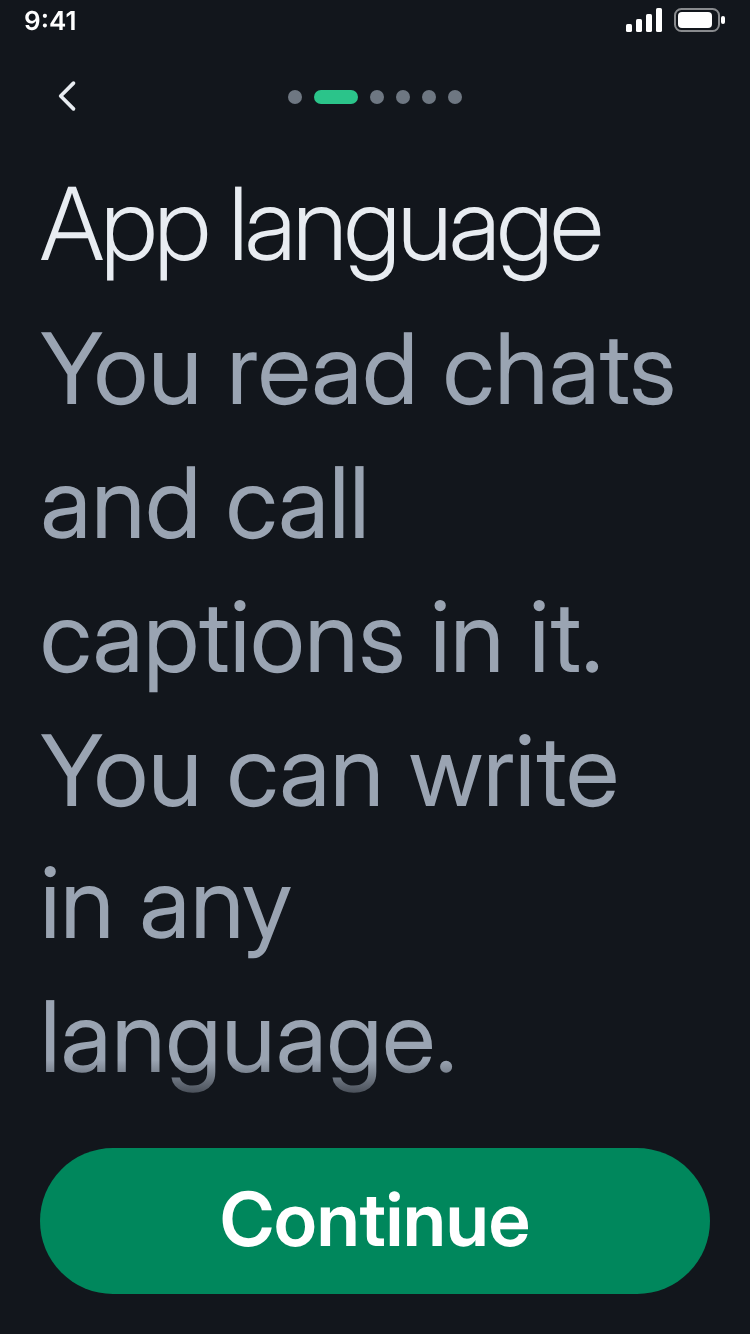 9:41
App language
You read chats
and call
captions in it.
You can write
in any
language.
Continue